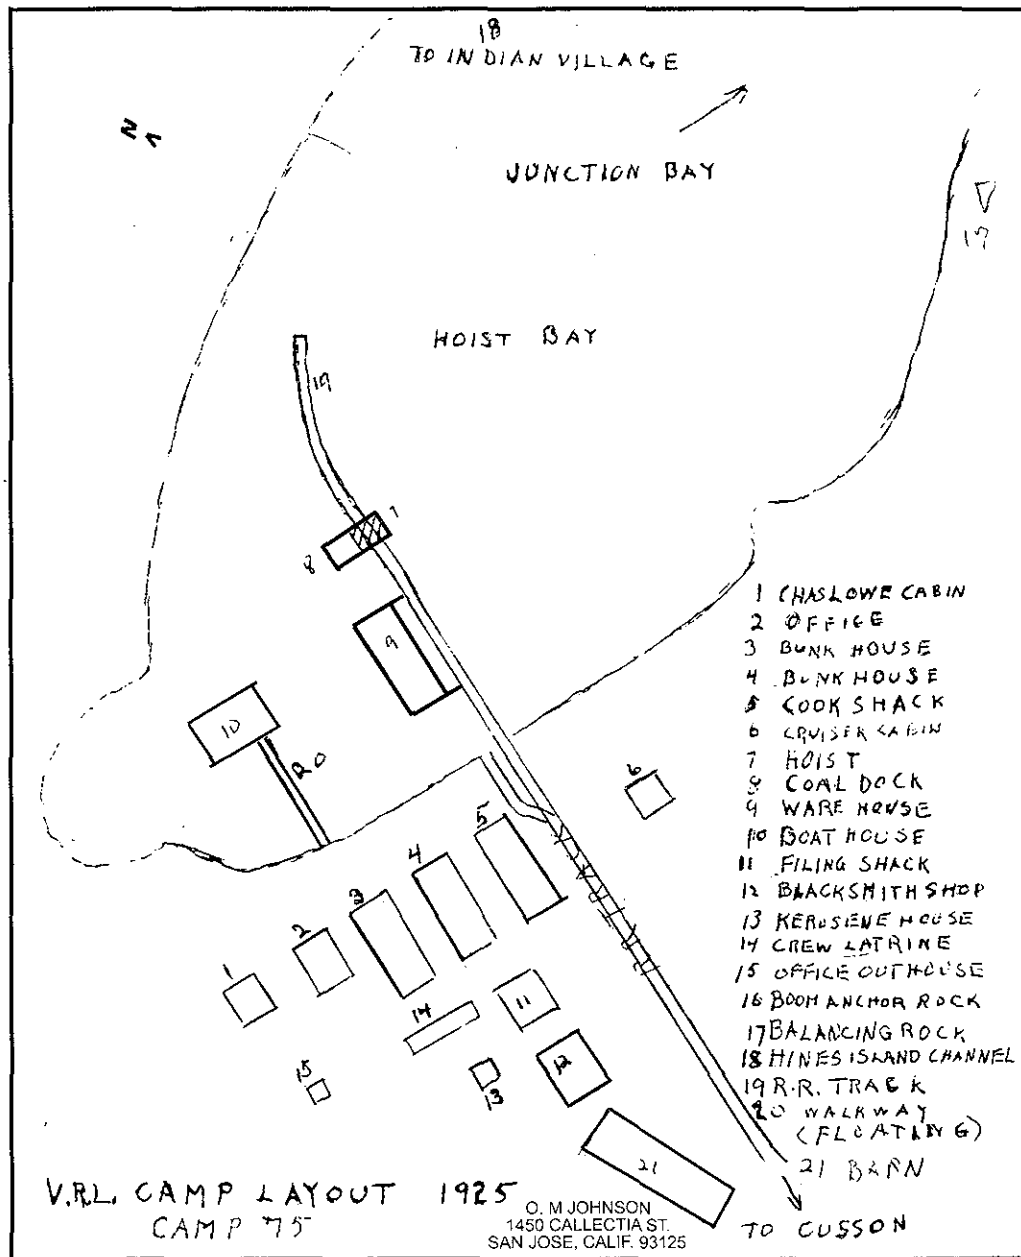 18
TO INDIAN VILLAGE
N
JUNCTION BAY
17
HOIST BAY
19
7
8
9
10
20
6
5
4
3
2
1
14
11
15
13
12
21
1 CHASLOWE CABIN
2 OFFICE
3 BUNK HOUSE
4 BUNK HOUSE
5 COOK SHACK
6 CRUISER CABIN
7 HOIST
8 COAL DOCK
9 WARE HOUSE
10 BOAT HOUSE
11 FILING SHACK
12 BLACKSMITH SHOP
13 KEROSENE HOUSE
14 CREW LATRINE
15 OFFICE OUTHOUSE
16 BOOM ANCHOR ROCK
17 BALANCING ROCK
18 HINES ISLAND CHANNEL
19 R.R. TRACK
20 WALKWAY
(FLOATING)
21 BARN
V.R.L. CAMP LAYOUT 1925
CAMP 75
O. M JOHNSON
1450 CALLECTIA ST.
SAN JOSE, CALIF. 93125
TO CUSSON